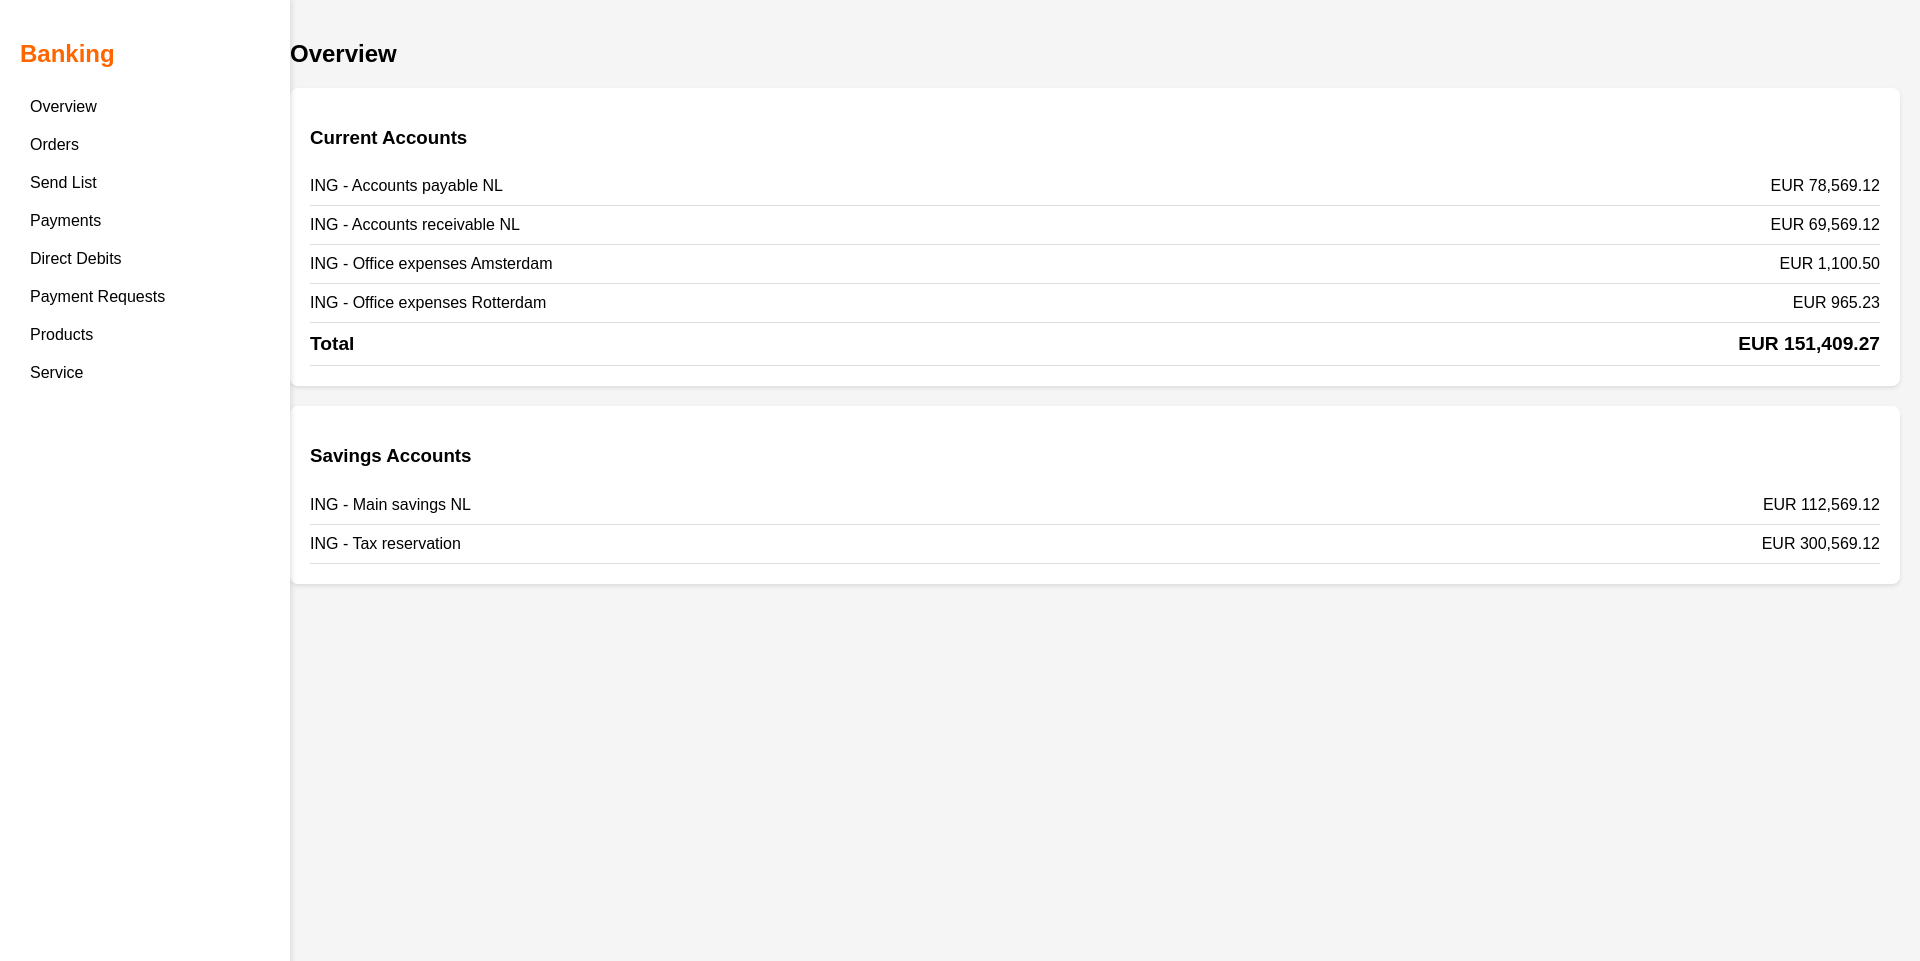 Banking
Overview
Orders
Send List
Payments
Direct Debits
Payment Requests
Products
Service
Overview
Current Accounts
ING - Accounts payable NL EUR 78,569.12
ING - Accounts receivable NL EUR 69,569.12
ING - Office expenses Amsterdam EUR 1,100.50
ING - Office expenses Rotterdam EUR 965.23
Total EUR 151,409.27
Savings Accounts
ING - Main savings NL EUR 112,569.12
ING - Tax reservation EUR 300,569.12